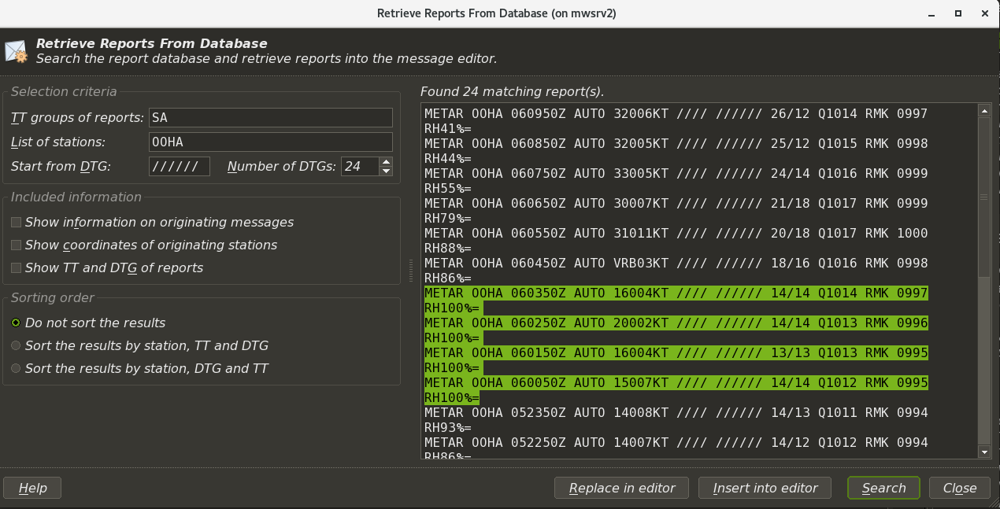 Retrieve Reports From Database (on mwsrv2)
Retrieve Reports From Database
Search the report database and retrieve reports into the message editor.
Selection criteria
TT groups of reports: SA
List of stations: OOHA
Start from DTG: ////// Number of DTGs: 24
Included information
Show information on originating messages
Show coordinates of originating stations
Show TT and DTG of reports
Sorting order
Do not sort the results
Sort the results by station, TT and DTG
Sort the results by station, DTG and TT
Found 24 matching report(s).
METAR OOHA 060950Z AUTO 32006KT //// ////// 26/12 Q1014 RMK 0997
RH41%=
METAR OOHA 060850Z AUTO 32005KT //// ////// 25/12 Q1015 RMK 0998
RH44%=
METAR OOHA 060750Z AUTO 33005KT //// ////// 24/14 Q1016 RMK 0999
RH55%=
METAR OOHA 060650Z AUTO 30007KT //// ////// 21/18 Q1017 RMK 0999
RH79%=
METAR OOHA 060550Z AUTO 31011KT //// ////// 20/18 Q1017 RMK 1000
RH88%=
METAR OOHA 060450Z AUTO VRB03KT //// ////// 18/16 Q1016 RMK 0998
RH86%=
METAR OOHA 060350Z AUTO 16004KT //// ////// 14/14 Q1014 RMK 0997
RH100%=
METAR OOHA 060250Z AUTO 20002KT //// ////// 14/14 Q1013 RMK 0996
RH100%=
METAR OOHA 060150Z AUTO 16004KT //// ////// 13/13 Q1013 RMK 0995
RH100%=
METAR OOHA 060050Z AUTO 15007KT //// ////// 14/14 Q1012 RMK 0995
RH100%=
METAR OOHA 052350Z AUTO 14008KT //// ////// 14/13 Q1011 RMK 0994
RH93%=
METAR OOHA 052250Z AUTO 14007KT //// ////// 14/12 Q1012 RMK 0994
RH86%=
Help
Replace in editor
Insert into editor
Search
Close